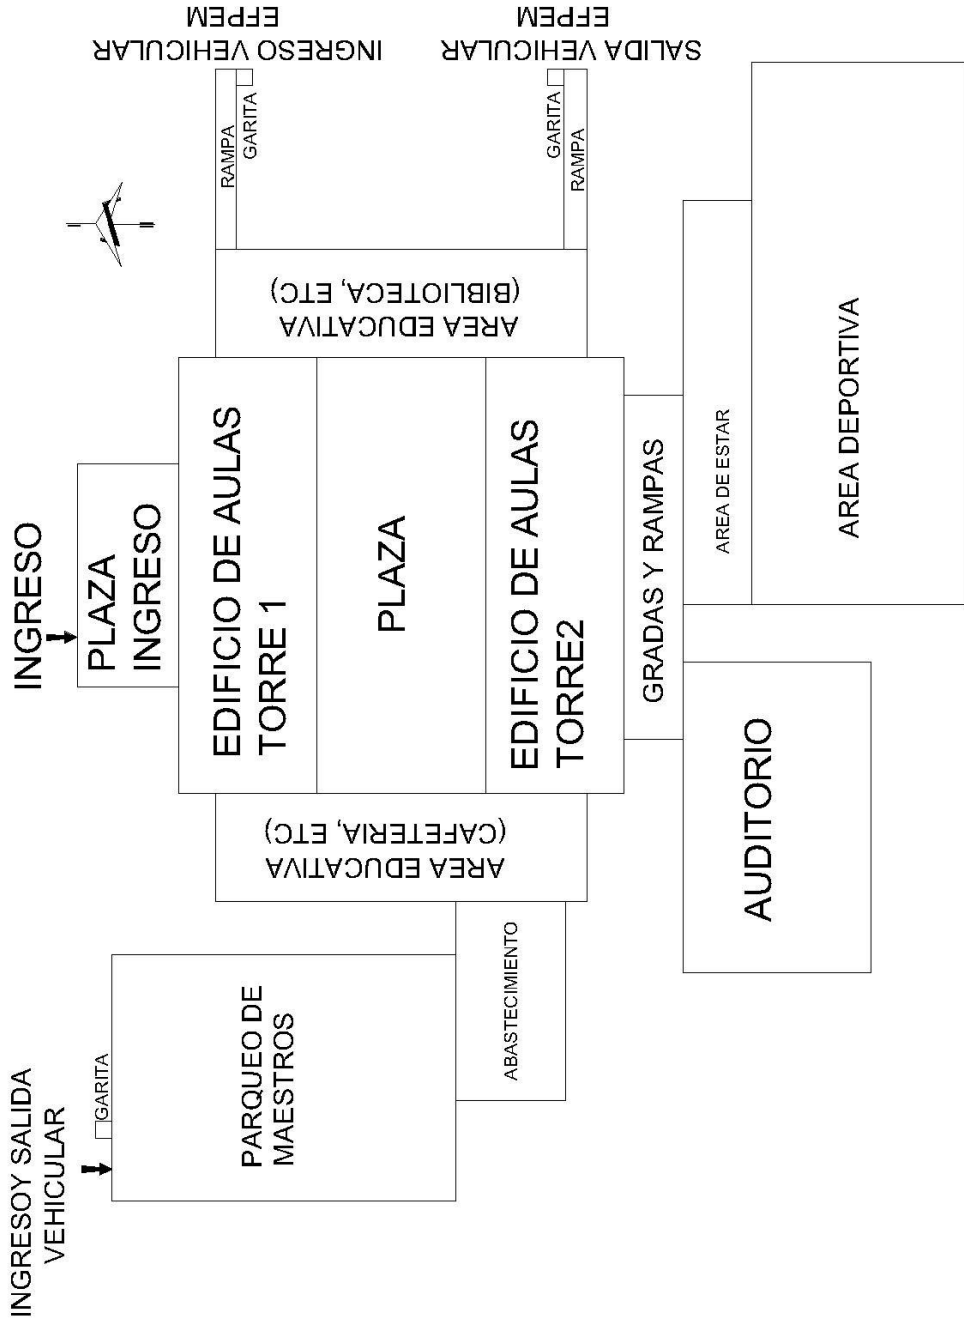 INGRESOY SALIDA
VEHICULAR
GARITA
PARQUEO DE
MAESTROS
ABASTECIMIENTO
AREA EDUCATIVA
(CAFETERIA, ETC)
INGRESO
PLAZA
INGRESO
EDIFICIO DE AULAS
TORRE 1
PLAZA
EDIFICIO DE AULAS
TORRE2
GRADAS Y RAMPAS
AUDITORIO
AREA DE ESTAR
AREA DEPORTIVA
AREA EDUCATIVA
(BIBLIOTECA, ETC)
RAMPA
GARITA
INGRESO VEHICULAR
EFPEM
GARITA
RAMPA
SALIDA VEHICULAR
EFPEM